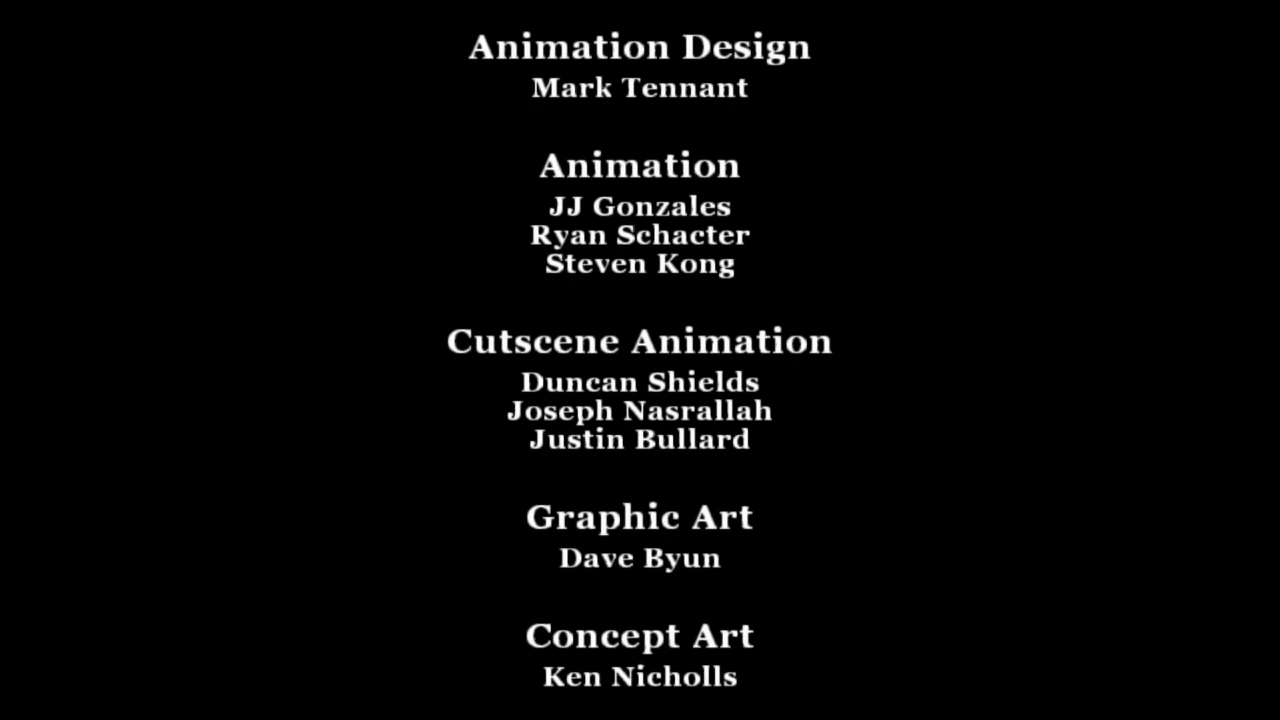 Animation Design
Mark Tennant
Animation
JJ Gonzales
Ryan Schacter
Steven Kong
Cutscene Animation
Duncan Shields
Joseph Nasrallah
Justin Bullard
Graphic Art
Dave Byun
Concept Art
Ken Nicholls